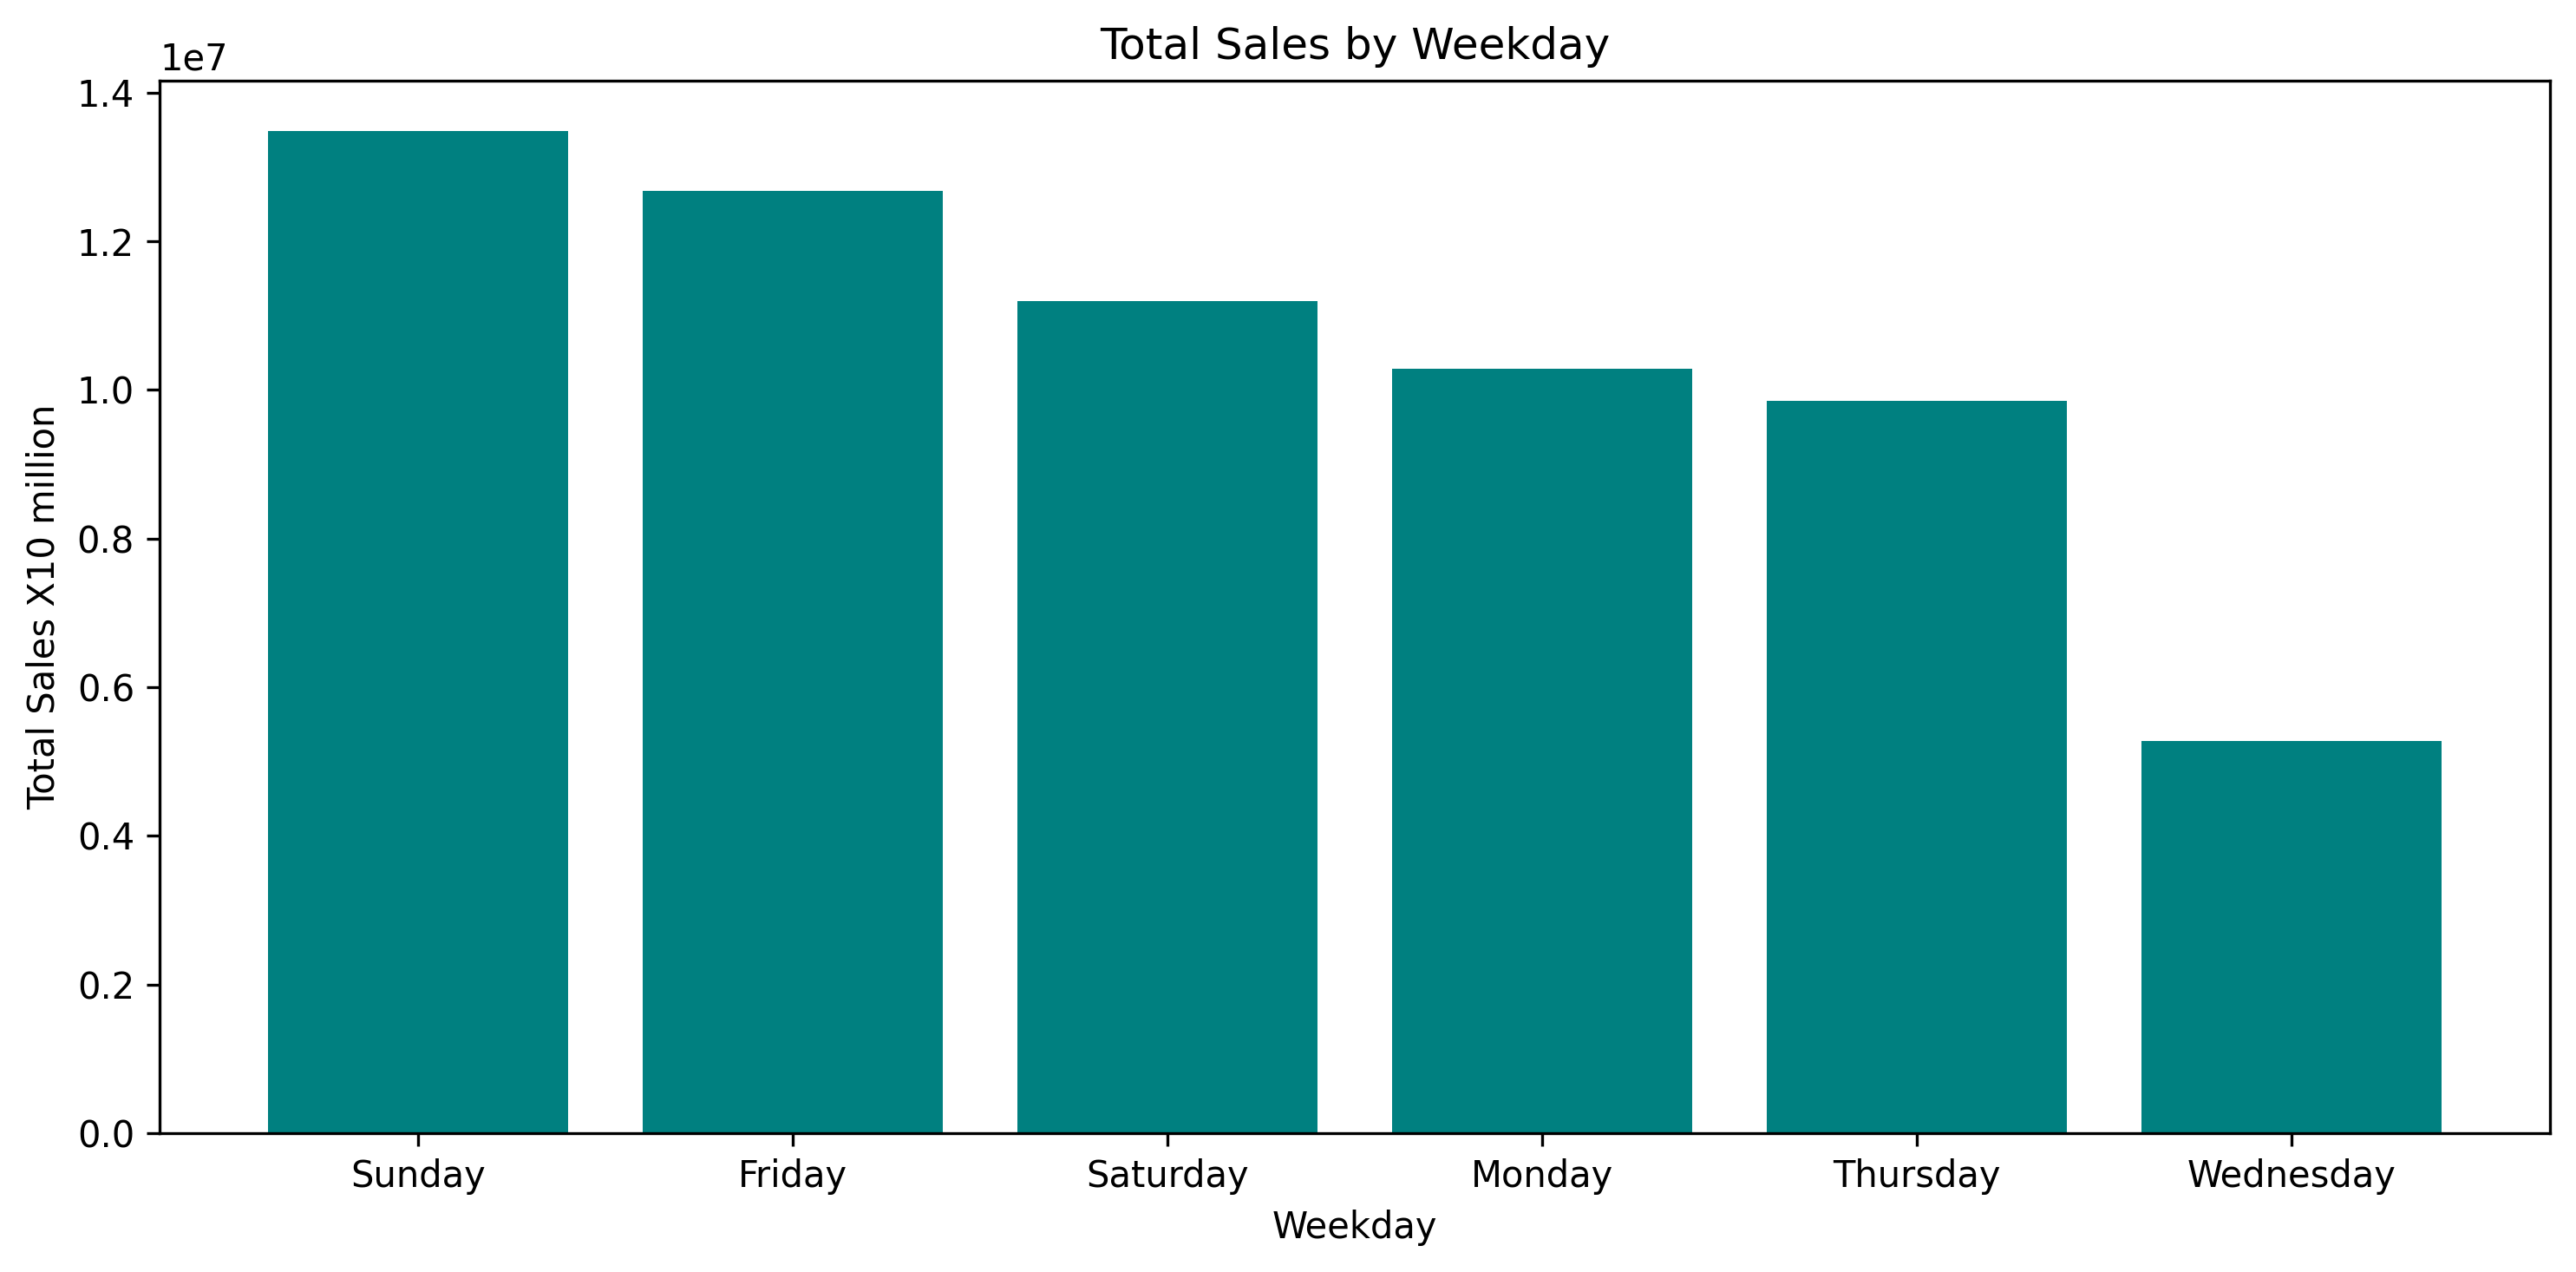 Total Sales by Weekday
1e7
1.4
1.2
1.0
0.8
0.6
0.4
0.2
0.0
Total Sales X10 million
Sunday
Friday
Saturday
Monday
Thursday
Wednesday
Weekday